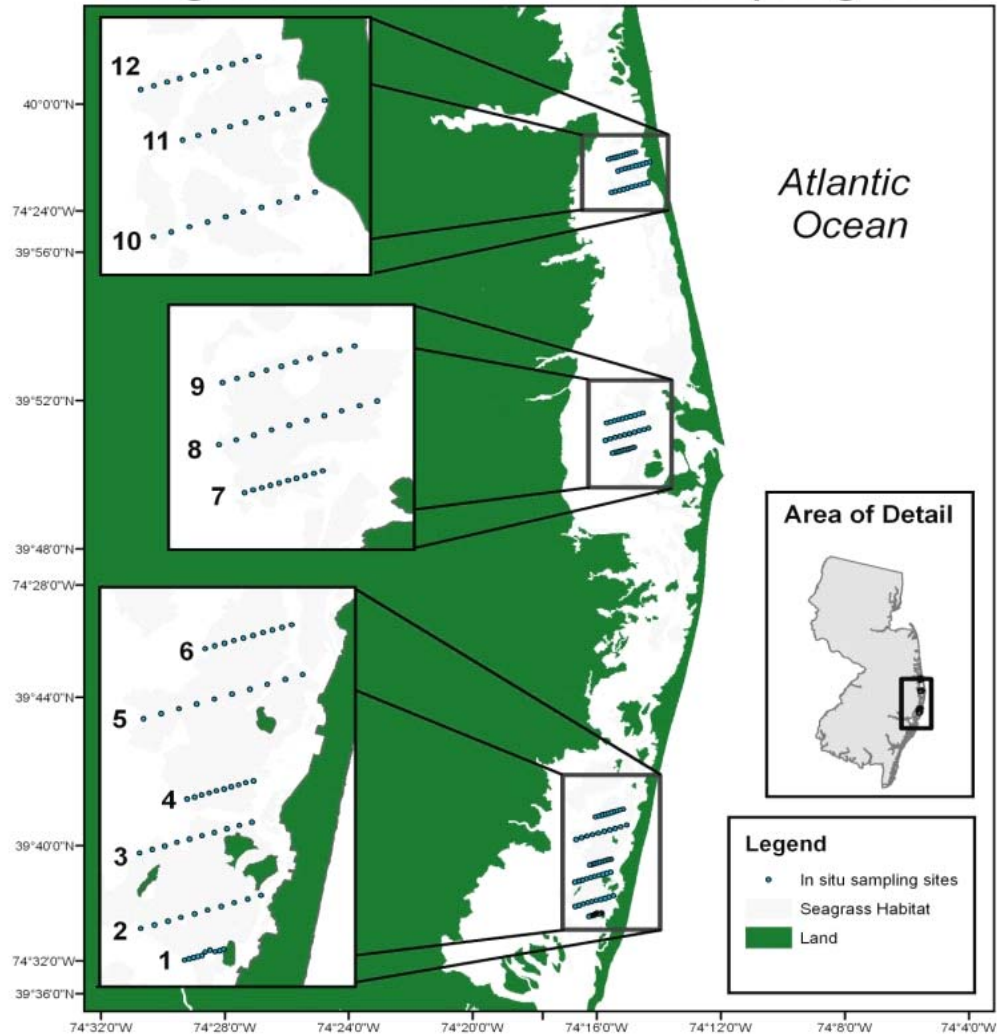 12
11
10
40°0'0"N
74°24'0"W
39°56'0"N
Atlantic
Ocean
9
8
7
39°52'0"N
39°48'0"N
74°28'0"W
Area of Detail
6
5
4
3
2
1
39°44'0"N
39°40'0"N
74°32'0"W
39°36'0"N
Legend
In situ sampling sites
Seagrass Habitat
Land
74°32'0"W 74°28'0"W 74°24'0"W 74°20'0"W 74°16'0"W 74°12'0"W 74°8'0"W 74°4'0"W